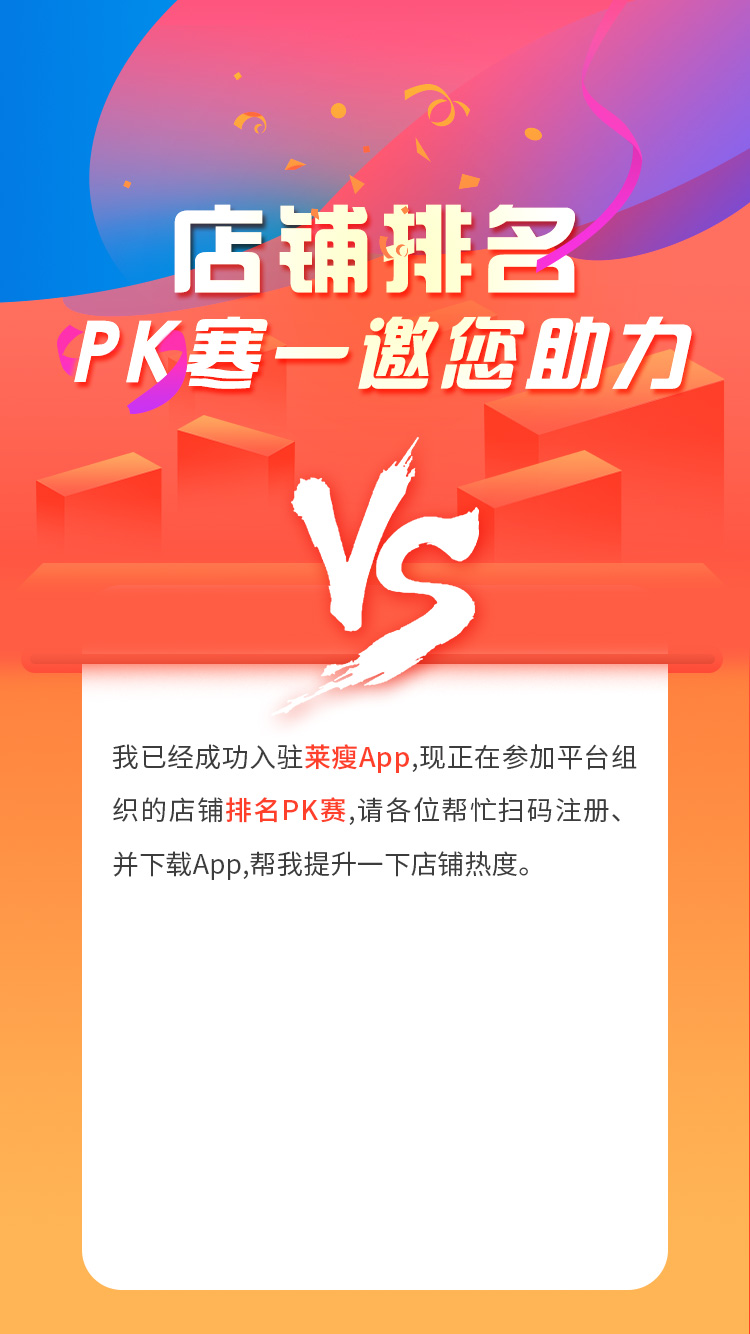 店铺排名
PK赛一邀您助力
VS
我已经成功入驻莱瘦App,现正在参加平台组
织的店铺排名PK赛,请各位帮忙扫码注册、
并下载App,帮我提升一下店铺热度。